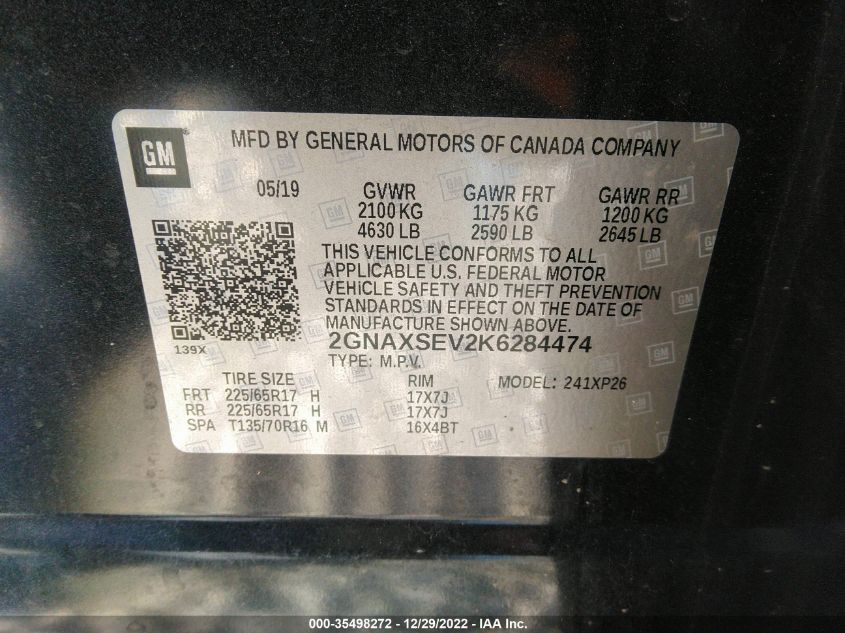 GM
MFD BY GENERAL MOTORS OF CANADA COMPANY
05/19 GVWR GAWR FRT GAWR RR
2100 KG 1175 KG 1200 KG
4630 LB 2590 LB 2645 LB
THIS VEHICLE CONFORMS TO ALL
APPLICABLE U.S. FEDERAL MOTOR
VEHICLE SAFETY AND THEFT PREVENTION
STANDARDS IN EFFECT ON THE DATE OF
MANUFACTURE SHOWN ABOVE.
139X
2GNAXSEV2K6284474
TYPE: M.P.V.
TIRE SIZE RIM MODEL: 241XP26
FRT 225/65R17 H 17X7J
RR 225/65R17 H 17X7J
SPA T135/70R16 M 16X4BT
000-35498272 - 12/29/2022 - IAA Inc.